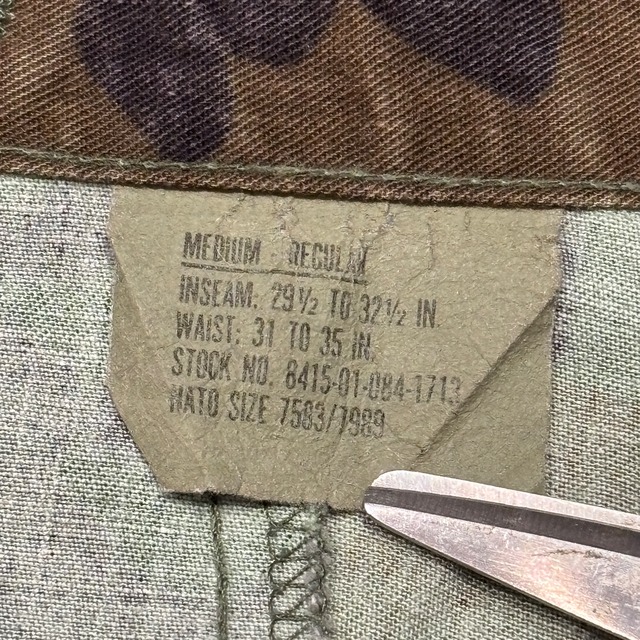 MEDIUM - REGULAR
INSEAM: 29½ TO 32½ IN.
WAIST: 31 TO 35 IN.
STOCK NO. 8415-01-084-1713
NATO SIZE 7583/7989